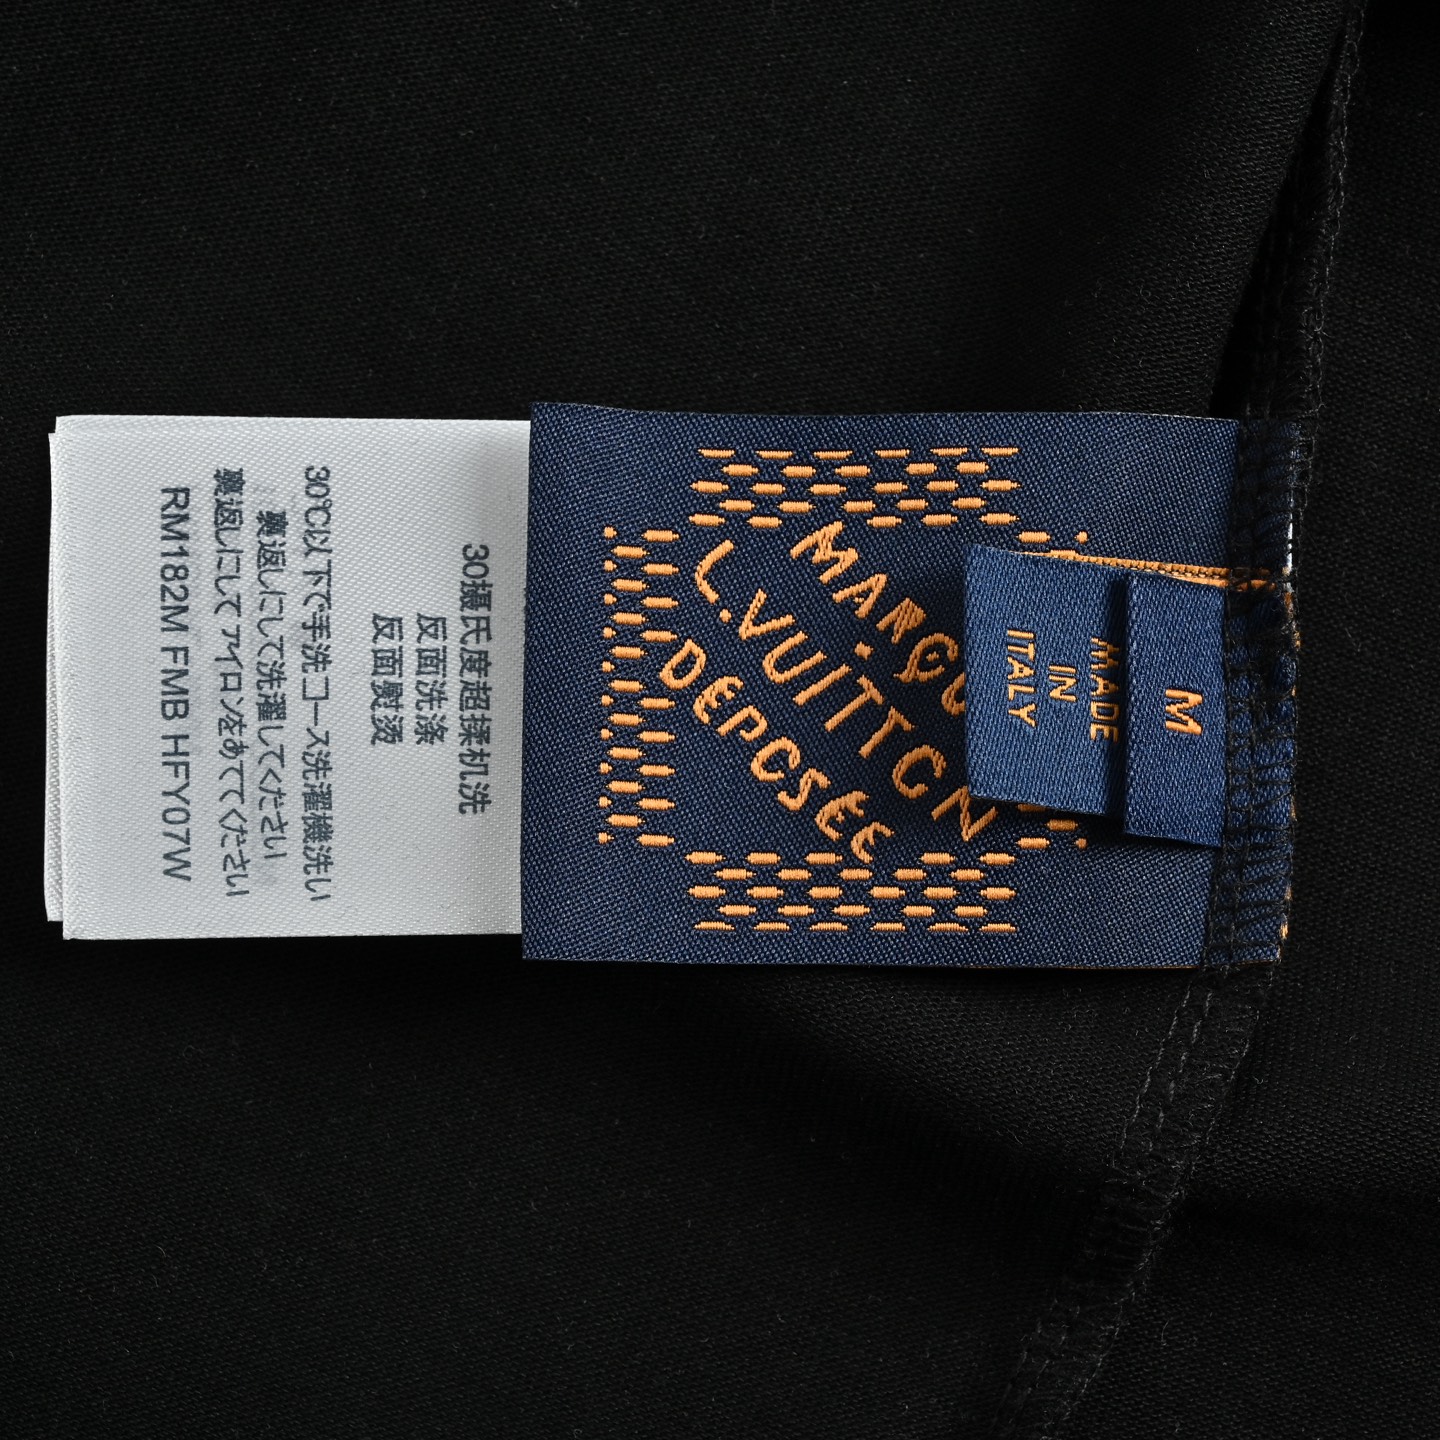 30摄氏度超揉机洗
反面洗涤
反面熨烫
30℃以下で手洗コース洗濯機洗い
裏返しにして洗濯してください
裏返しにして アイロンをあててください
RM182M FMB HFY07W
L.VUITTON
DEPOSEE
M
MADE
IN
ITALY